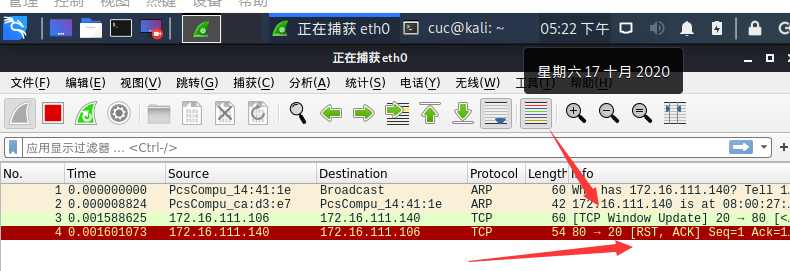 管理 控制 视图 热键 设备 帮助
正在捕获 eth0 cuc@kali: ~ 05:22 下午
正在捕获 eth0
星期六 17 十月 2020
文件(F) 编辑(E) 视图(V) 跳转(G) 捕获(C) 分析(A) 统计(S) 电话(Y) 无线(W) 工具(T) 帮助(H)
应用显示过滤器 … <Ctrl-/>
No. Time Source Destination Protocol Length Info
1 0.000000000 PcsCompu_14:41:1e Broadcast ARP 60 Who has 172.16.111.140? Tell 1…
2 0.000008824 PcsCompu_ca:d3:e7 PcsCompu_14:41:1e ARP 42 172.16.111.140 is at 08:00:27:…
3 0.001588625 172.16.111.106 172.16.111.140 TCP 60 [TCP Window Update] 20 → 80 [<…
4 0.001601073 172.16.111.140 172.16.111.106 TCP 54 80 → 20 [RST, ACK] Seq=1 Ack=1…